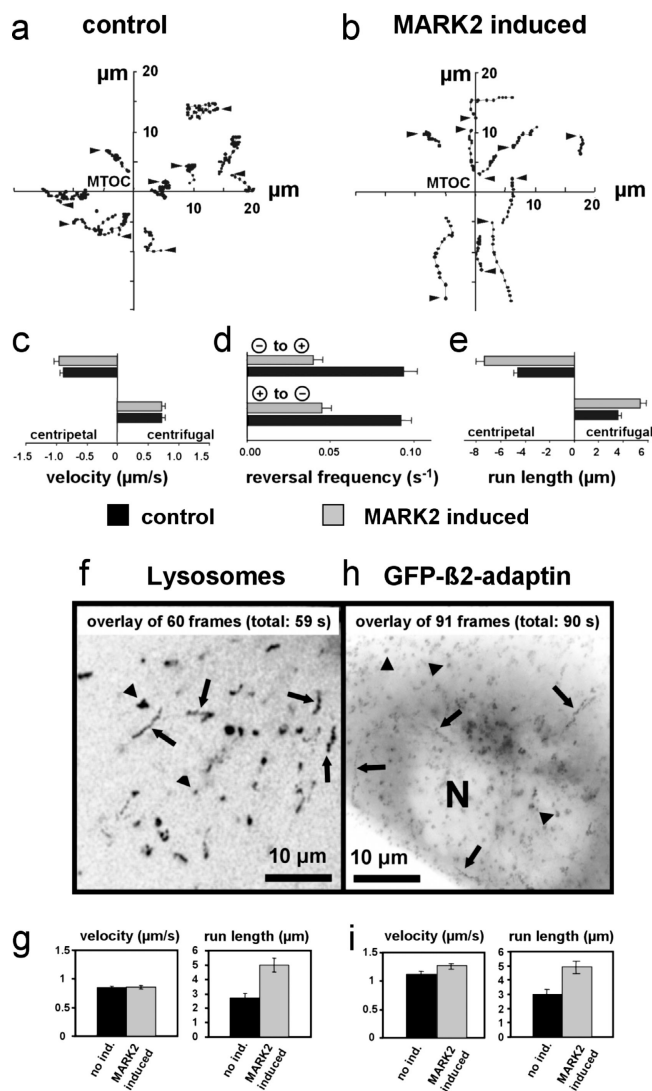 a control
b MARK2 induced
µm
20
10
MTOC
µm
10
20
µm
20
10
MTOC
µm
10
20
c
centripetal
centrifugal
-1.5 -1.0 -0.5 0 0.5 1.0 1.5
velocity (µm/s)
d
− to +
+ to −
0.00 0.05 0.10
reversal frequency (s-1)
e
centripetal
centrifugal
-8 -6 -4 -2 0 2 4 6
run length (µm)
control
MARK2 induced
f Lysosomes
overlay of 60 frames (total: 59 s)
10 µm
h GFP-ß2-adaptin
overlay of 91 frames (total: 90 s)
N
10 µm
g
velocity (µm/s)
1.5
1
0.5
0
no ind.
MARK2 induced
run length (µm)
6
5
4
3
2
1
0
no ind.
MARK2 induced
i
velocity (µm/s)
1.5
1
0.5
0
no ind.
MARK2 induced
run length (µm)
6
5
4
3
2
1
0
no ind.
MARK2 induced